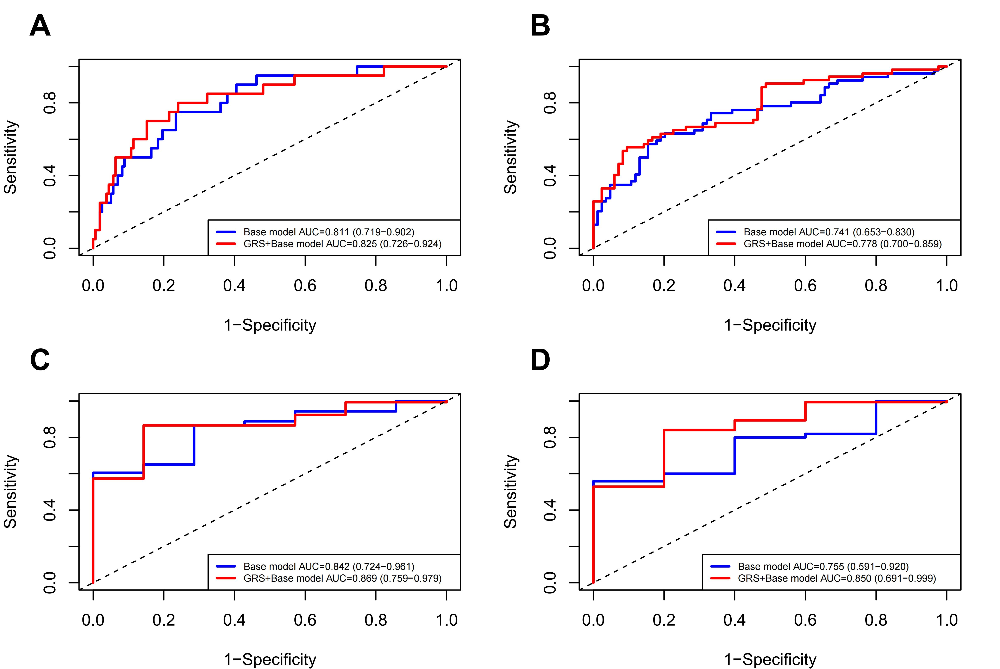 A
Sensitivity
0.0 0.4 0.8
Base model AUC=0.811 (0.719−0.902)
GRS+Base model AUC=0.825 (0.726−0.924)
0.0 0.2 0.4 0.6 0.8 1.0
1−Specificity
B
Sensitivity
0.0 0.4 0.8
Base model AUC=0.741 (0.653−0.830)
GRS+Base model AUC=0.778 (0.700−0.859)
0.0 0.2 0.4 0.6 0.8 1.0
1−Specificity
C
Sensitivity
0.0 0.4 0.8
Base model AUC=0.842 (0.724−0.961)
GRS+Base model AUC=0.869 (0.759−0.979)
0.0 0.2 0.4 0.6 0.8 1.0
1−Specificity
D
Sensitivity
0.0 0.4 0.8
Base model AUC=0.755 (0.591−0.920)
GRS+Base model AUC=0.850 (0.691−0.999)
0.0 0.2 0.4 0.6 0.8 1.0
1−Specificity